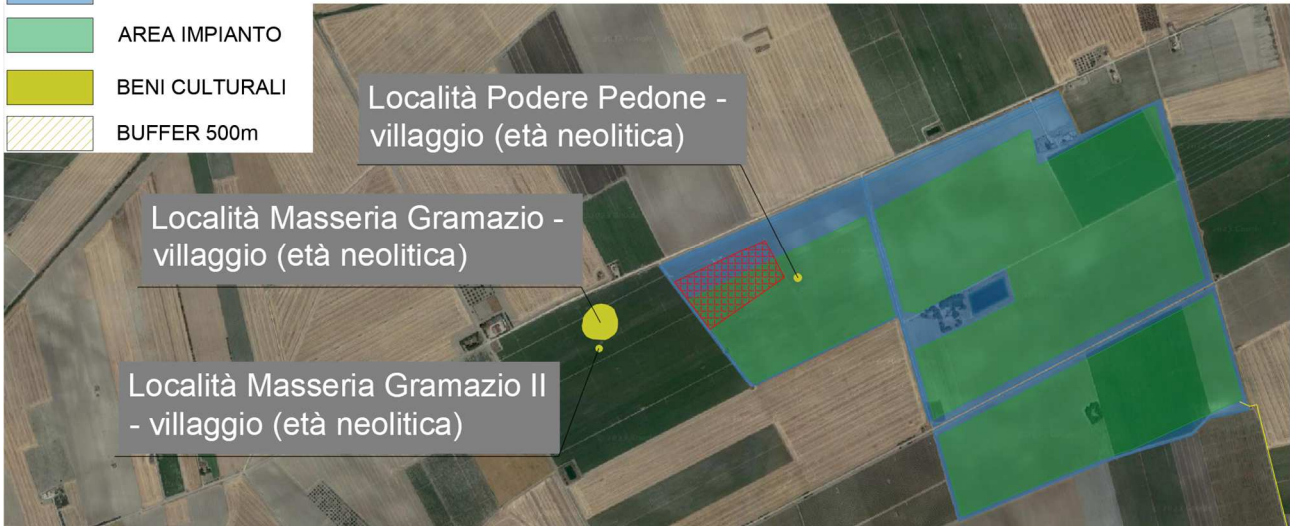 AREA IMPIANTO
BENI CULTURALI
BUFFER 500m
Località Podere Pedone -
villaggio (età neolitica)
Località Masseria Gramazio -
villaggio (età neolitica)
Località Masseria Gramazio II
- villaggio (età neolitica)